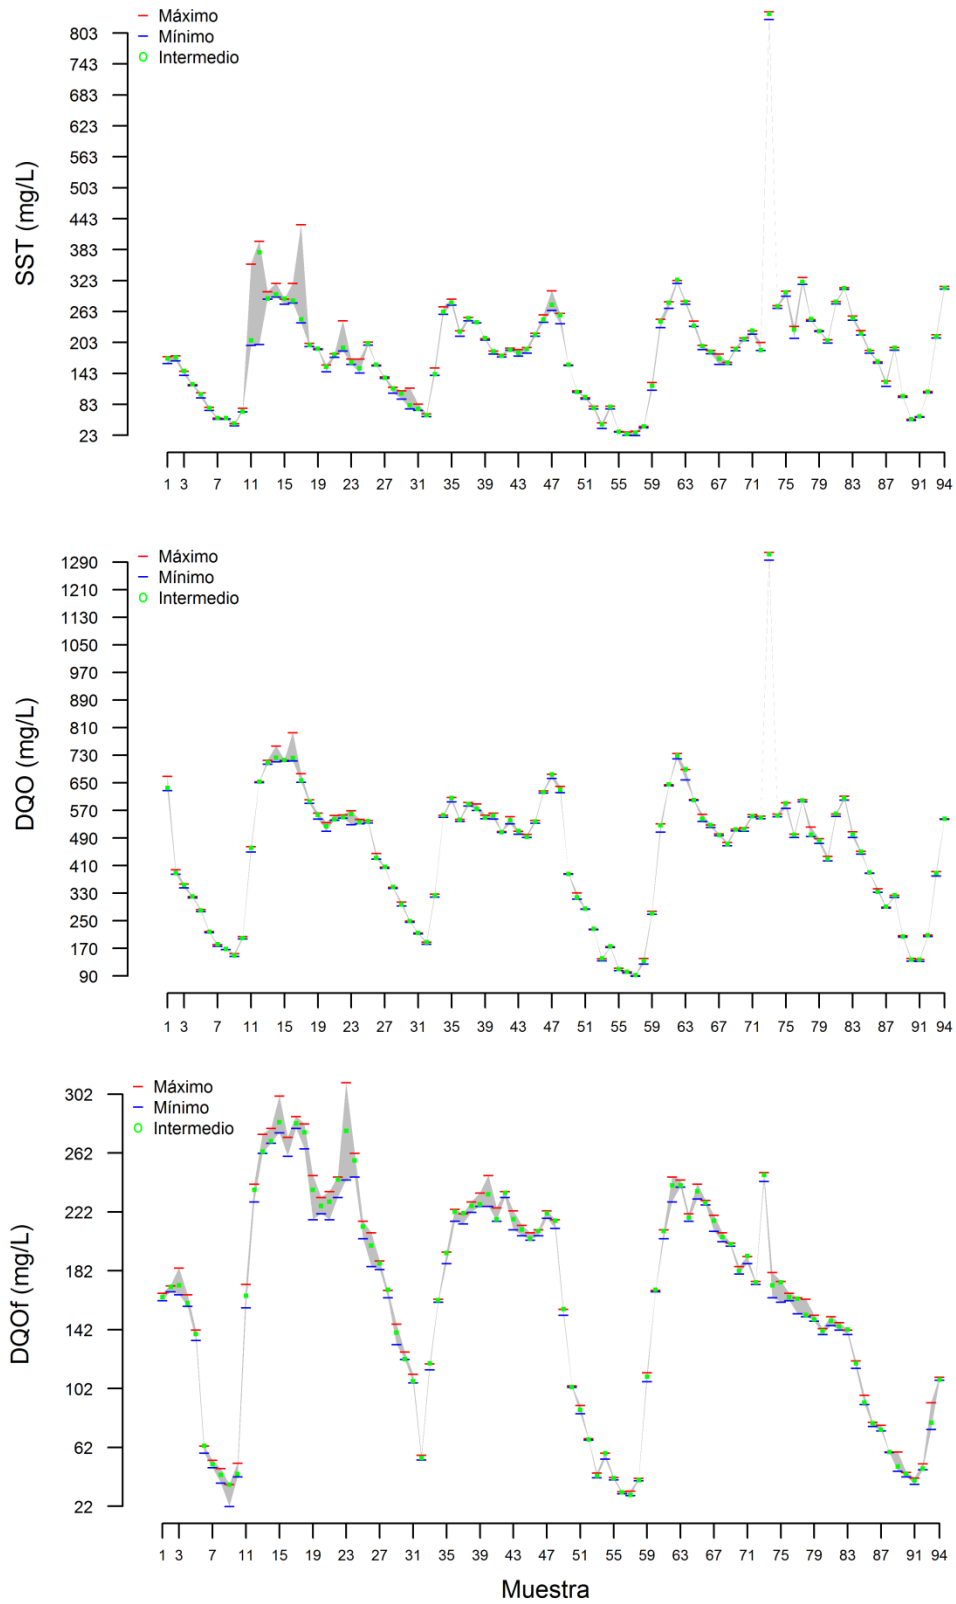 Máximo
Mínimo
Intermedio
803
743
683
623
563
503
443
383
323
263
203
143
83
23
SST (mg/L)
1 3 7 11 15 19 23 27 31 35 39 43 47 51 55 59 63 67 71 75 79 83 87 91 94
Máximo
Mínimo
Intermedio
1290
1210
1130
1050
970
890
810
730
650
570
490
410
330
250
170
90
DQO (mg/L)
1 3 7 11 15 19 23 27 31 35 39 43 47 51 55 59 63 67 71 75 79 83 87 91 94
Máximo
Mínimo
Intermedio
302
262
222
182
142
102
62
22
DQOf (mg/L)
1 3 7 11 15 19 23 27 31 35 39 43 47 51 55 59 63 67 71 75 79 83 87 91 94
Muestra